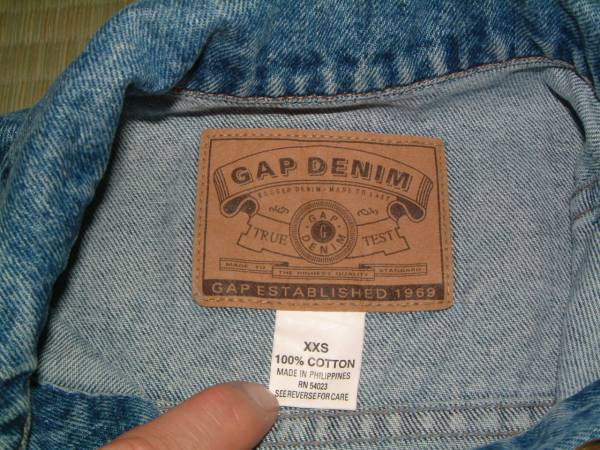 GAP DENIM
RUGGED DENIM - MADE TO LAST
GAP
TRUE G TEST
DENIM
MADE TO STANDARD
THE HIGHEST QUALITY
GAP ESTABLISHED 1969
XXS
100% COTTON
MADE IN PHILIPPINES
RN 54023
SEE REVERSE FOR CARE